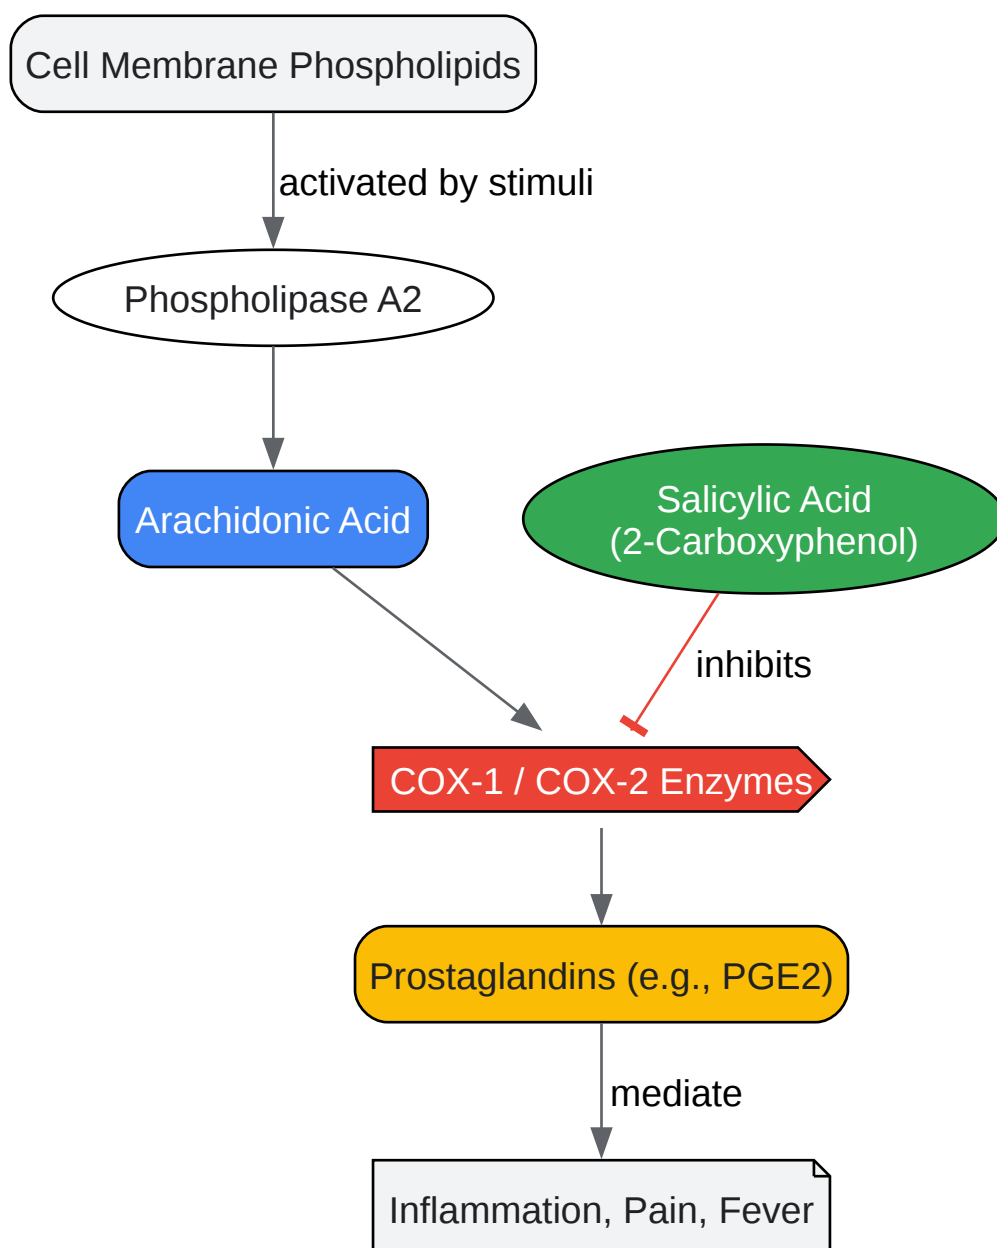 Cell Membrane Phospholipids
activated by stimuli
Phospholipase A2
Arachidonic Acid
Salicylic Acid
(2-Carboxyphenol)
inhibits
COX-1 / COX-2 Enzymes
Prostaglandins (e.g., PGE2)
mediate
Inflammation, Pain, Fever